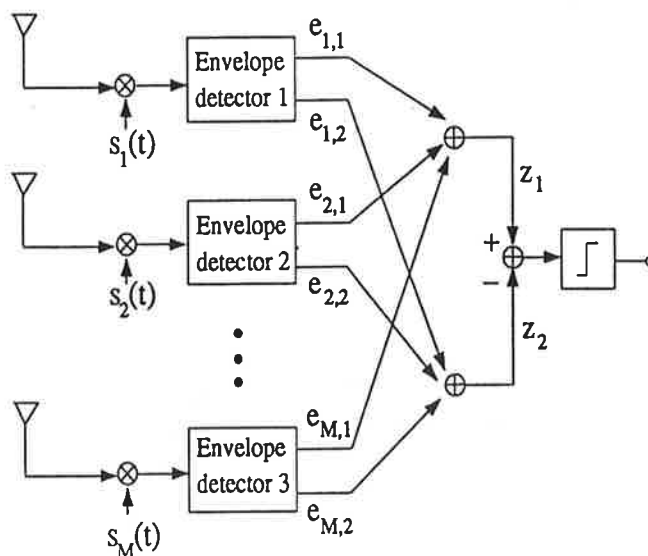 Envelope
detector 1
e1,1
e1,2
s1(t)
z1
Envelope
detector 2
e2,1
e2,2
s2(t)
+
−
z2
Envelope
detector 3
eM,1
eM,2
sM(t)